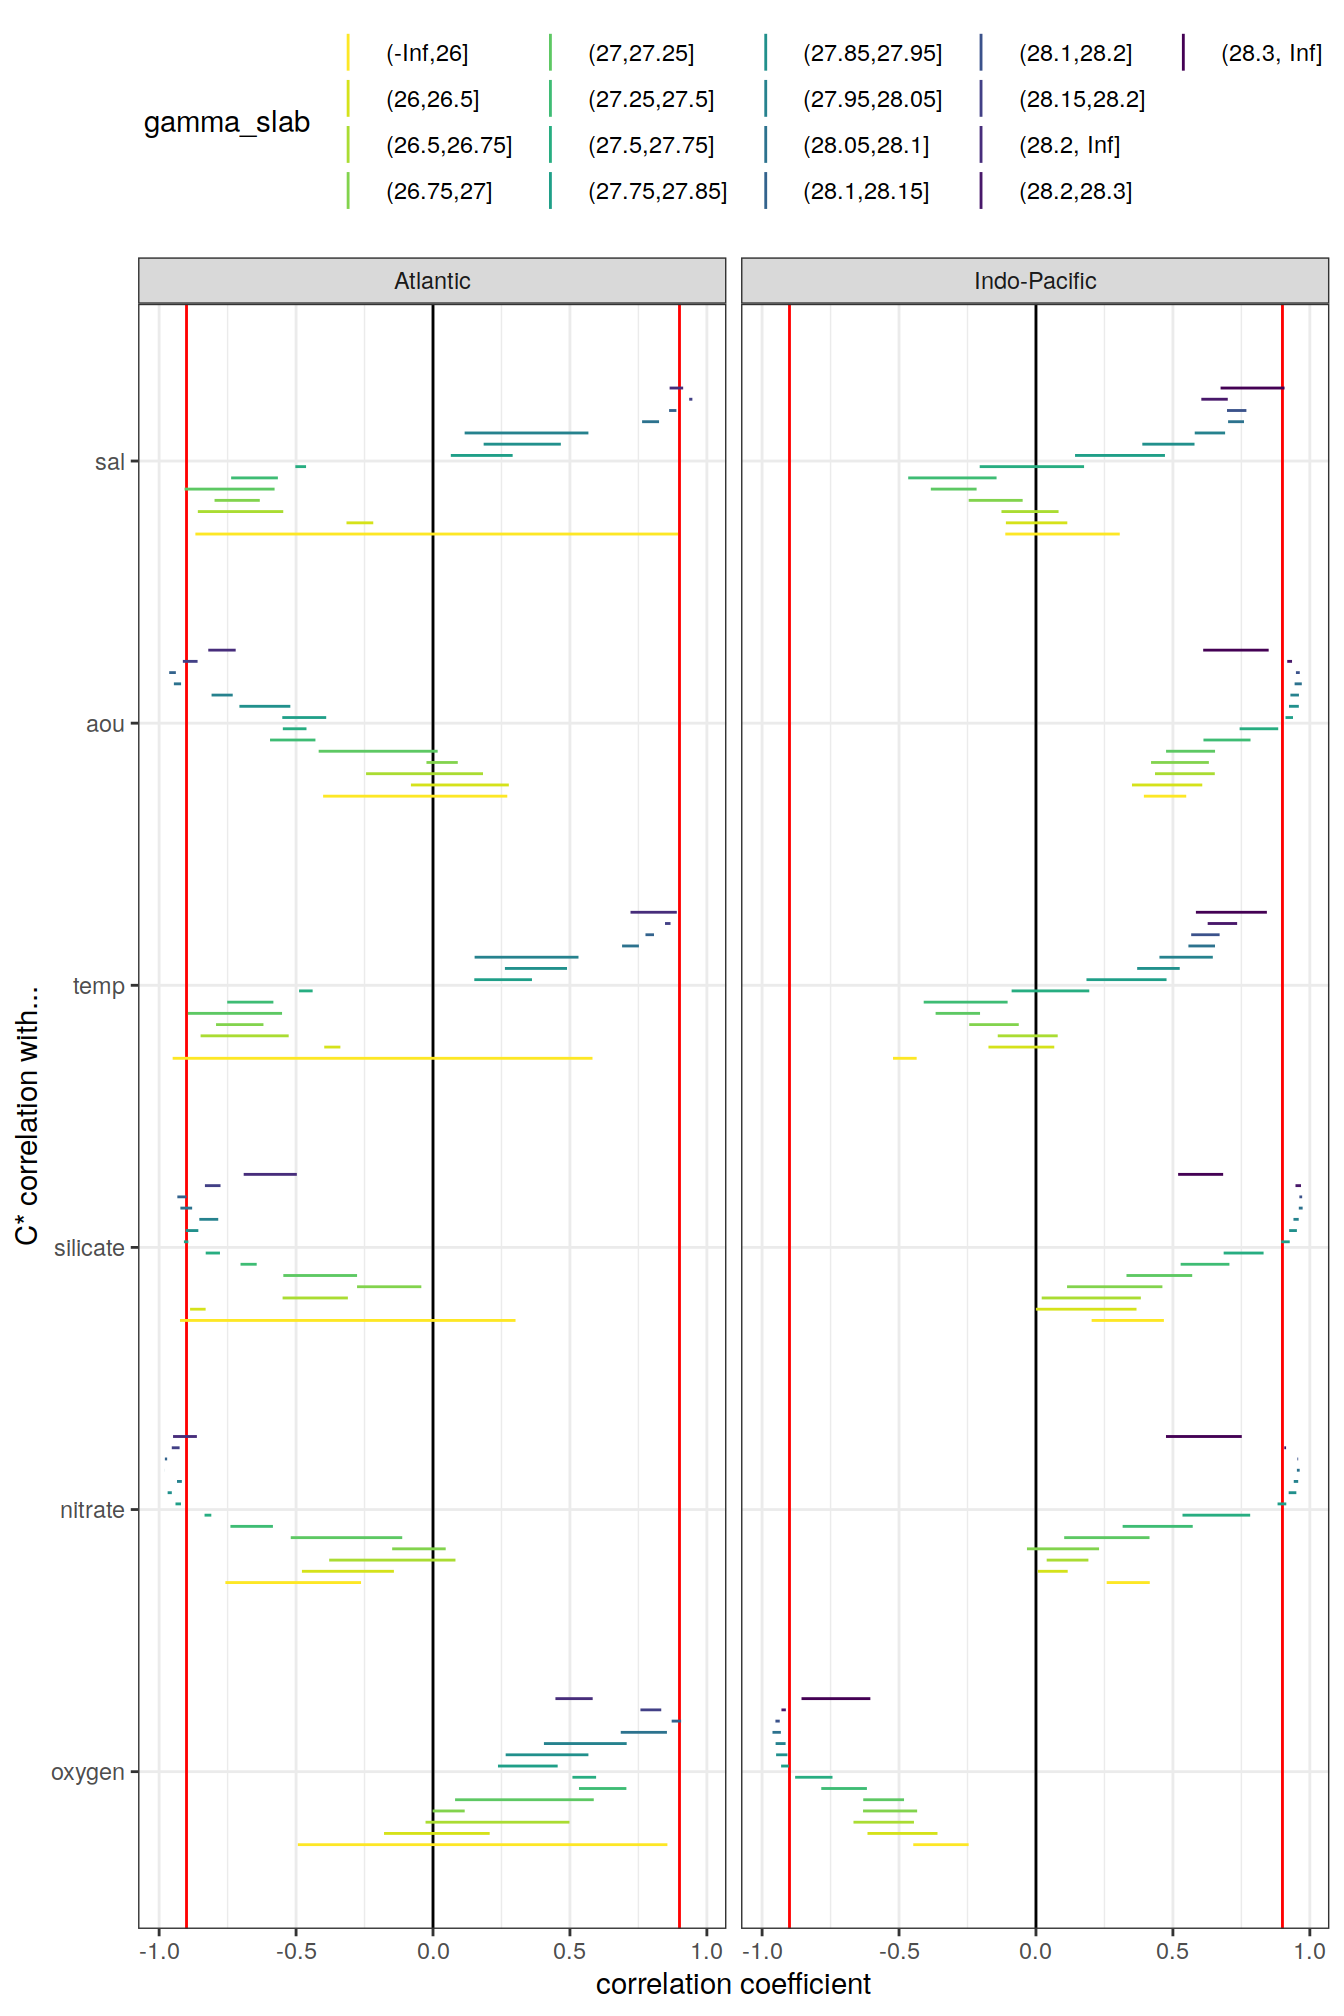 gamma_slab
(-Inf,26]
(26,26.5]
(26.5,26.75]
(26.75,27]
(27,27.25]
(27.25,27.5]
(27.5,27.75]
(27.75,27.85]
(27.85,27.95]
(27.95,28.05]
(28.05,28.1]
(28.1,28.15]
(28.1,28.2]
(28.15,28.2]
(28.2, Inf]
(28.2,28.3]
(28.3, Inf]
Atlantic
Indo-Pacific
C* correlation with...
sal
aou
temp
silicate
nitrate
oxygen
-1.0 -0.5 0.0 0.5 1.0
-1.0 -0.5 0.0 0.5 1.0
correlation coefficient